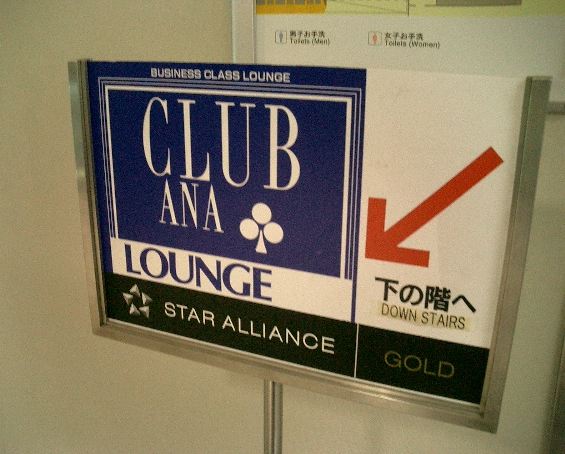 男子お手洗
Toilets (Men)
女子お手洗
Toilets (Women)
BUSINESS CLASS LOUNGE
CLUB
ANA
LOUNGE
下の階へ
DOWN STAIRS
STAR ALLIANCE
GOLD